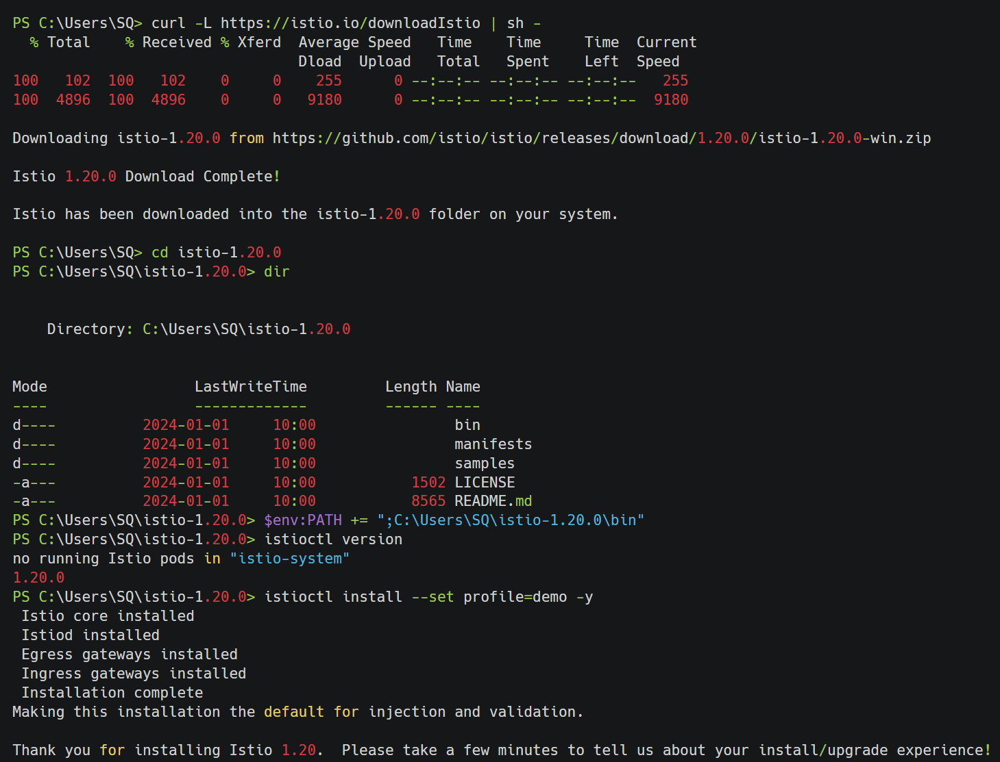 PS C:\Users\SQ> curl -L https://istio.io/downloadIstio | sh -
  % Total    % Received % Xferd  Average Speed   Time    Time     Time  Current
                                 Dload  Upload   Total   Spent    Left  Speed
100   102  100   102    0     0    255      0 --:--:-- --:--:-- --:--:--   255
100  4896  100  4896    0     0   9180      0 --:--:-- --:--:-- --:--:--  9180
Downloading istio-1.20.0 from https://github.com/istio/istio/releases/download/1.20.0/istio-1.20.0-win.zip
Istio 1.20.0 Download Complete!
Istio has been downloaded into the istio-1.20.0 folder on your system.
PS C:\Users\SQ> cd istio-1.20.0
PS C:\Users\SQ\istio-1.20.0> dir
    Directory: C:\Users\SQ\istio-1.20.0
Mode                 LastWriteTime         Length Name
----                 -------------         ------ ----
d----          2024-01-01     10:00                bin
d----          2024-01-01     10:00                manifests
d----          2024-01-01     10:00                samples
-a---          2024-01-01     10:00           1502 LICENSE
-a---          2024-01-01     10:00           8565 README.md
PS C:\Users\SQ\istio-1.20.0> $env:PATH += ";C:\Users\SQ\istio-1.20.0\bin"
PS C:\Users\SQ\istio-1.20.0> istioctl version
no running Istio pods in "istio-system"
1.20.0
PS C:\Users\SQ\istio-1.20.0> istioctl install --set profile=demo -y
 Istio core installed
 Istiod installed
 Egress gateways installed
 Ingress gateways installed
 Installation complete
Making this installation the default for injection and validation.
Thank you for installing Istio 1.20.  Please take a few minutes to tell us about your install/upgrade experience!